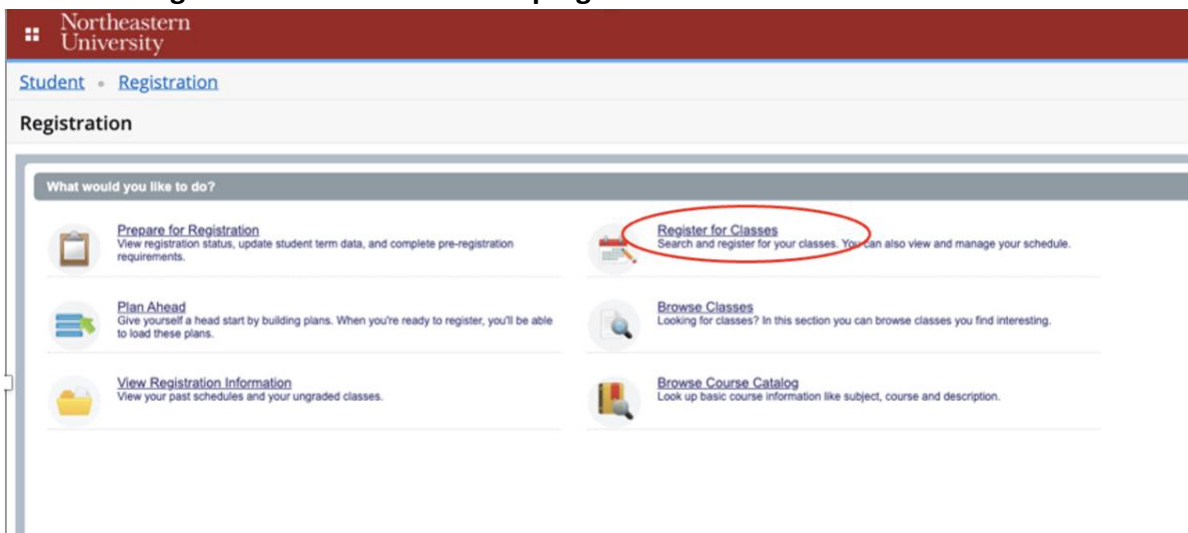 Northeastern
University
Student • Registration
Registration
What would you like to do?
Prepare for Registration
View registration status, update student term data, and complete pre-registration
requirements.
Register for Classes
Search and register for your classes. You can also view and manage your schedule.
Plan Ahead
Give yourself a head start by building plans. When you're ready to register, you'll be able
to load these plans.
Browse Classes
Looking for classes? In this section you can browse classes you find interesting.
View Registration Information
View your past schedules and your ungraded classes.
Browse Course Catalog
Look up basic course information like subject, course and description.